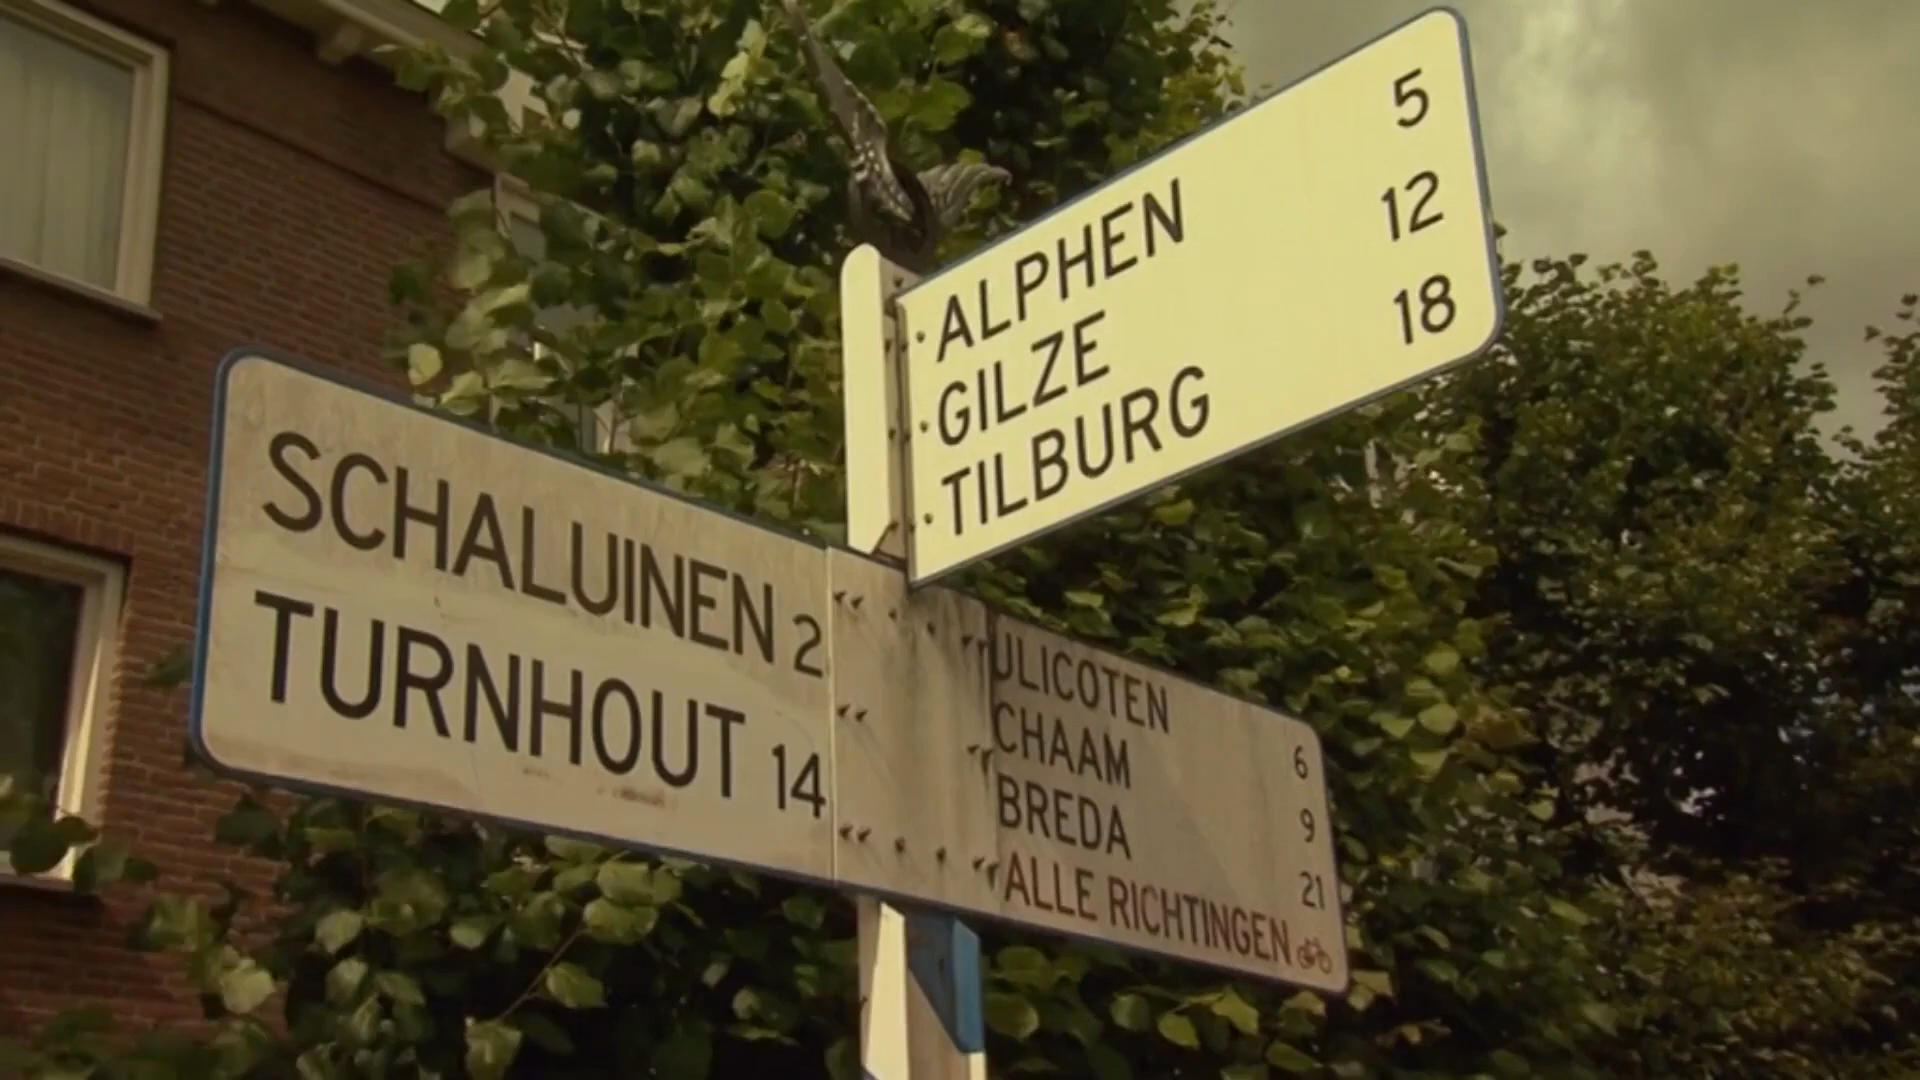 ALPHEN 5
GILZE 12
TILBURG 18
SCHALUINEN 2
TURNHOUT 14
ULICOTEN 6
CHAAM 9
BREDA 21
ALLE RICHTINGEN